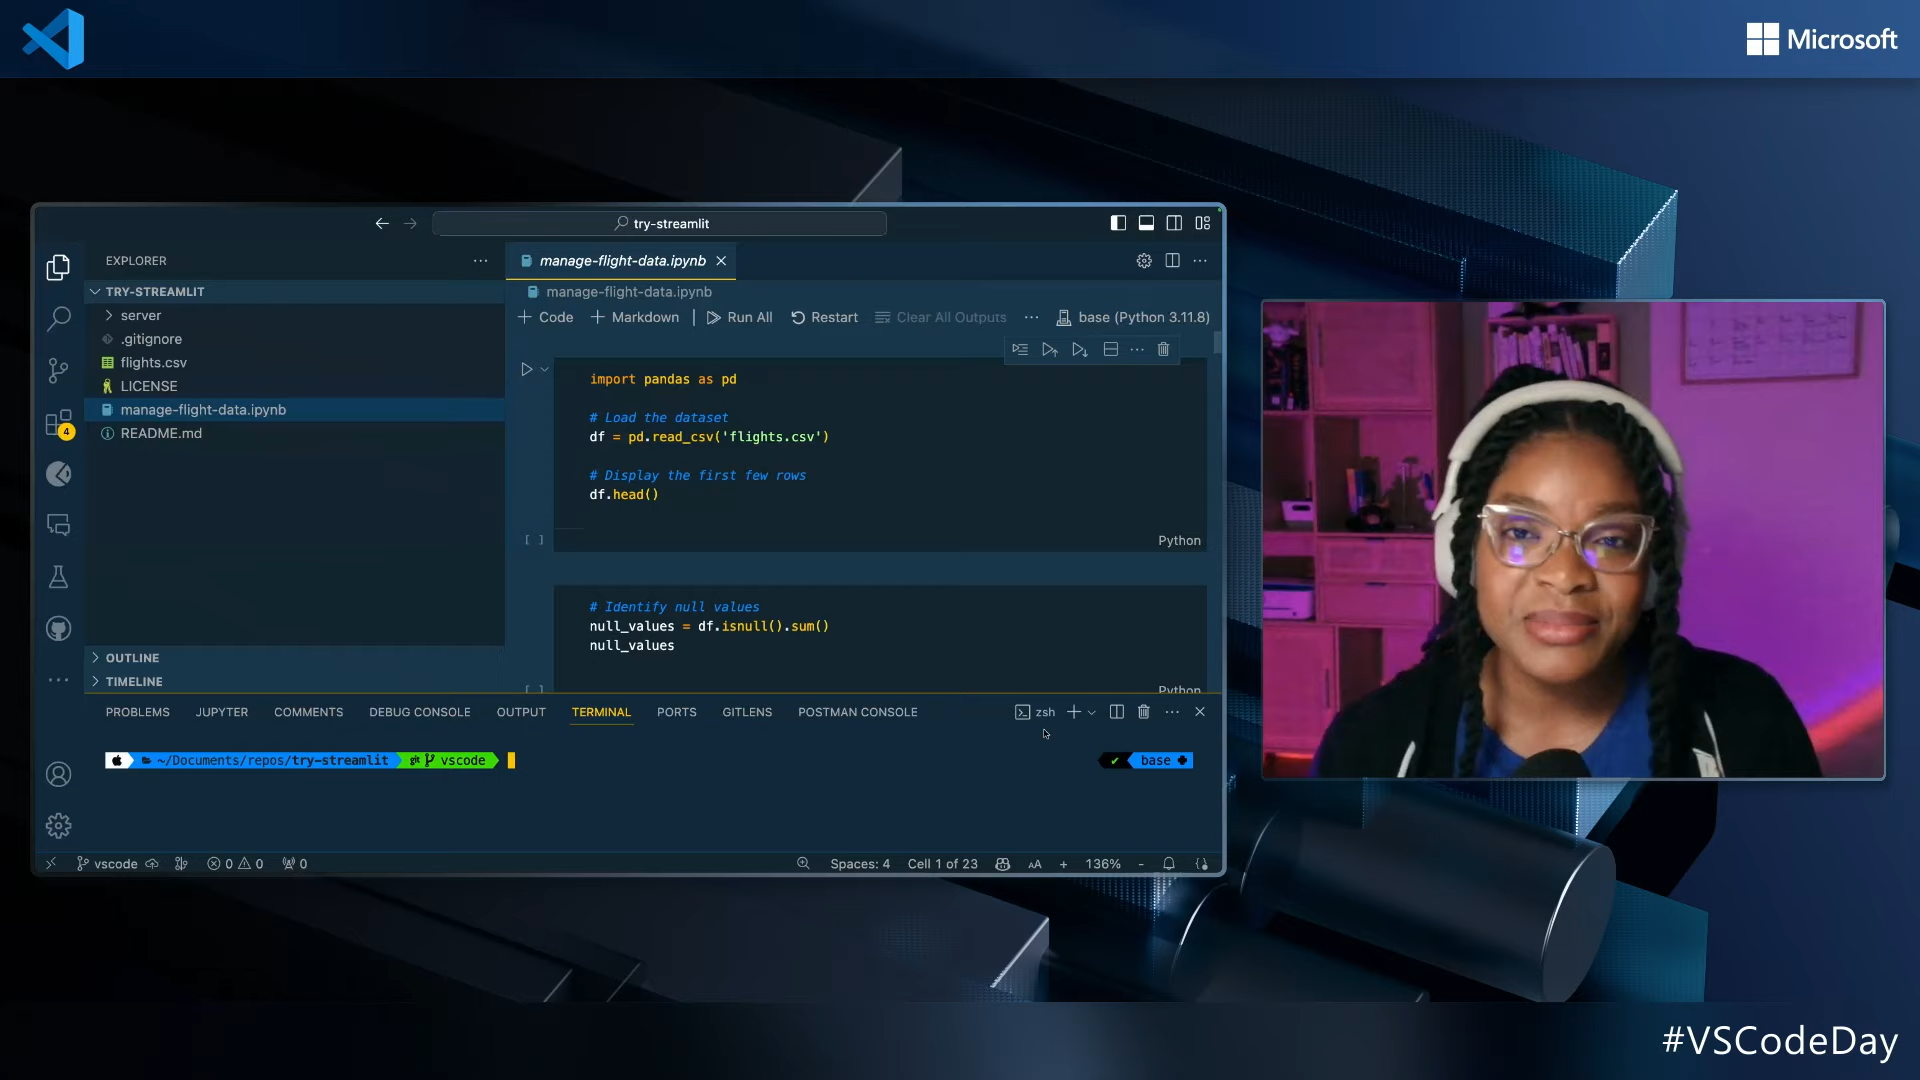 Microsoft
try-streamlit
EXPLORER
manage-flight-data.ipynb
TRY-STREAMLIT
manage-flight-data.ipynb
server
+ Code + Markdown | Run All Restart Clear All Outputs ... base (Python 3.11.8)
.gitignore
flights.csv
LICENSE
manage-flight-data.ipynb
README.md
import pandas as pd
# Load the dataset
df = pd.read_csv('flights.csv')
# Display the first few rows
df.head()
[ ]
Python
# Identify null values
null_values = df.isnull().sum()
null_values
[ ]
Python
4
OUTLINE
TIMELINE
PROBLEMS JUPYTER COMMENTS DEBUG CONSOLE OUTPUT TERMINAL PORTS GITLENS POSTMAN CONSOLE zsh
~/Documents/repos/try-streamlit git vscode ✔ base
vscode 0 0 0 Spaces: 4 Cell 1 of 23 AA + 136% -
#VSCodeDay